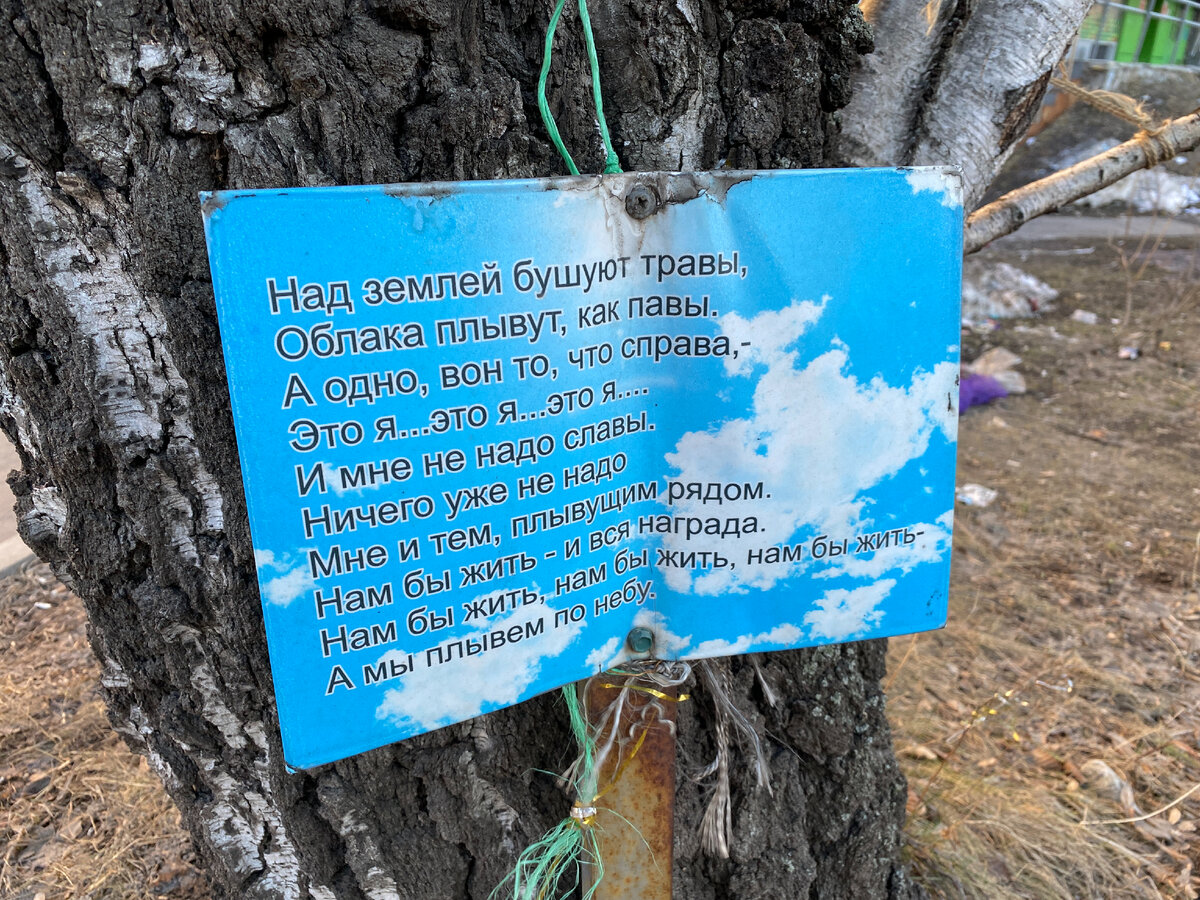 Над землей бушуют травы,
Облака плывут, как павы.
А одно, вон то, что справа,-
Это я...это я...это я....
И мне не надо славы.
Ничего уже не надо
Мне и тем, плывущим рядом.
Нам бы жить - и вся награда.
Нам бы жить, нам бы жить, нам бы жить-
А мы плывем по небу.